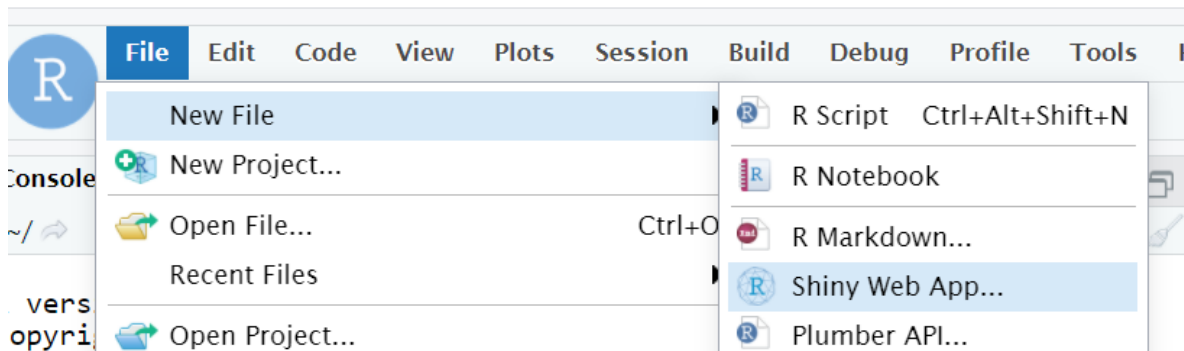 R File Edit Code View Plots Session Build Debug Profile Tools
New File
R Script Ctrl+Alt+Shift+N
Console
New Project...
R Notebook
~/
Open File... Ctrl+O
R Markdown...
Recent Files
Shiny Web App...
vers
opyri
Open Project...
Plumber API...